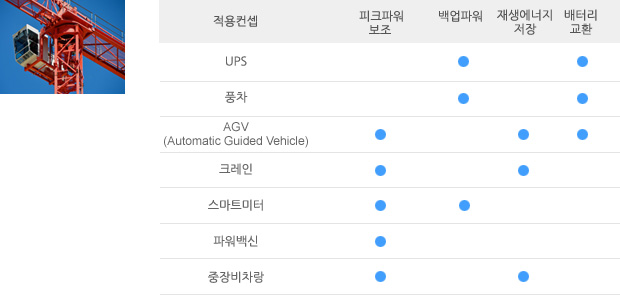 적용컨셉
피크파워
보조
백업파워
재생에너지
저장
배터리
교환
UPS
풍차
AGV
(Automatic Guided Vehicle)
크레인
스마트미터
파워백신
중장비차랑